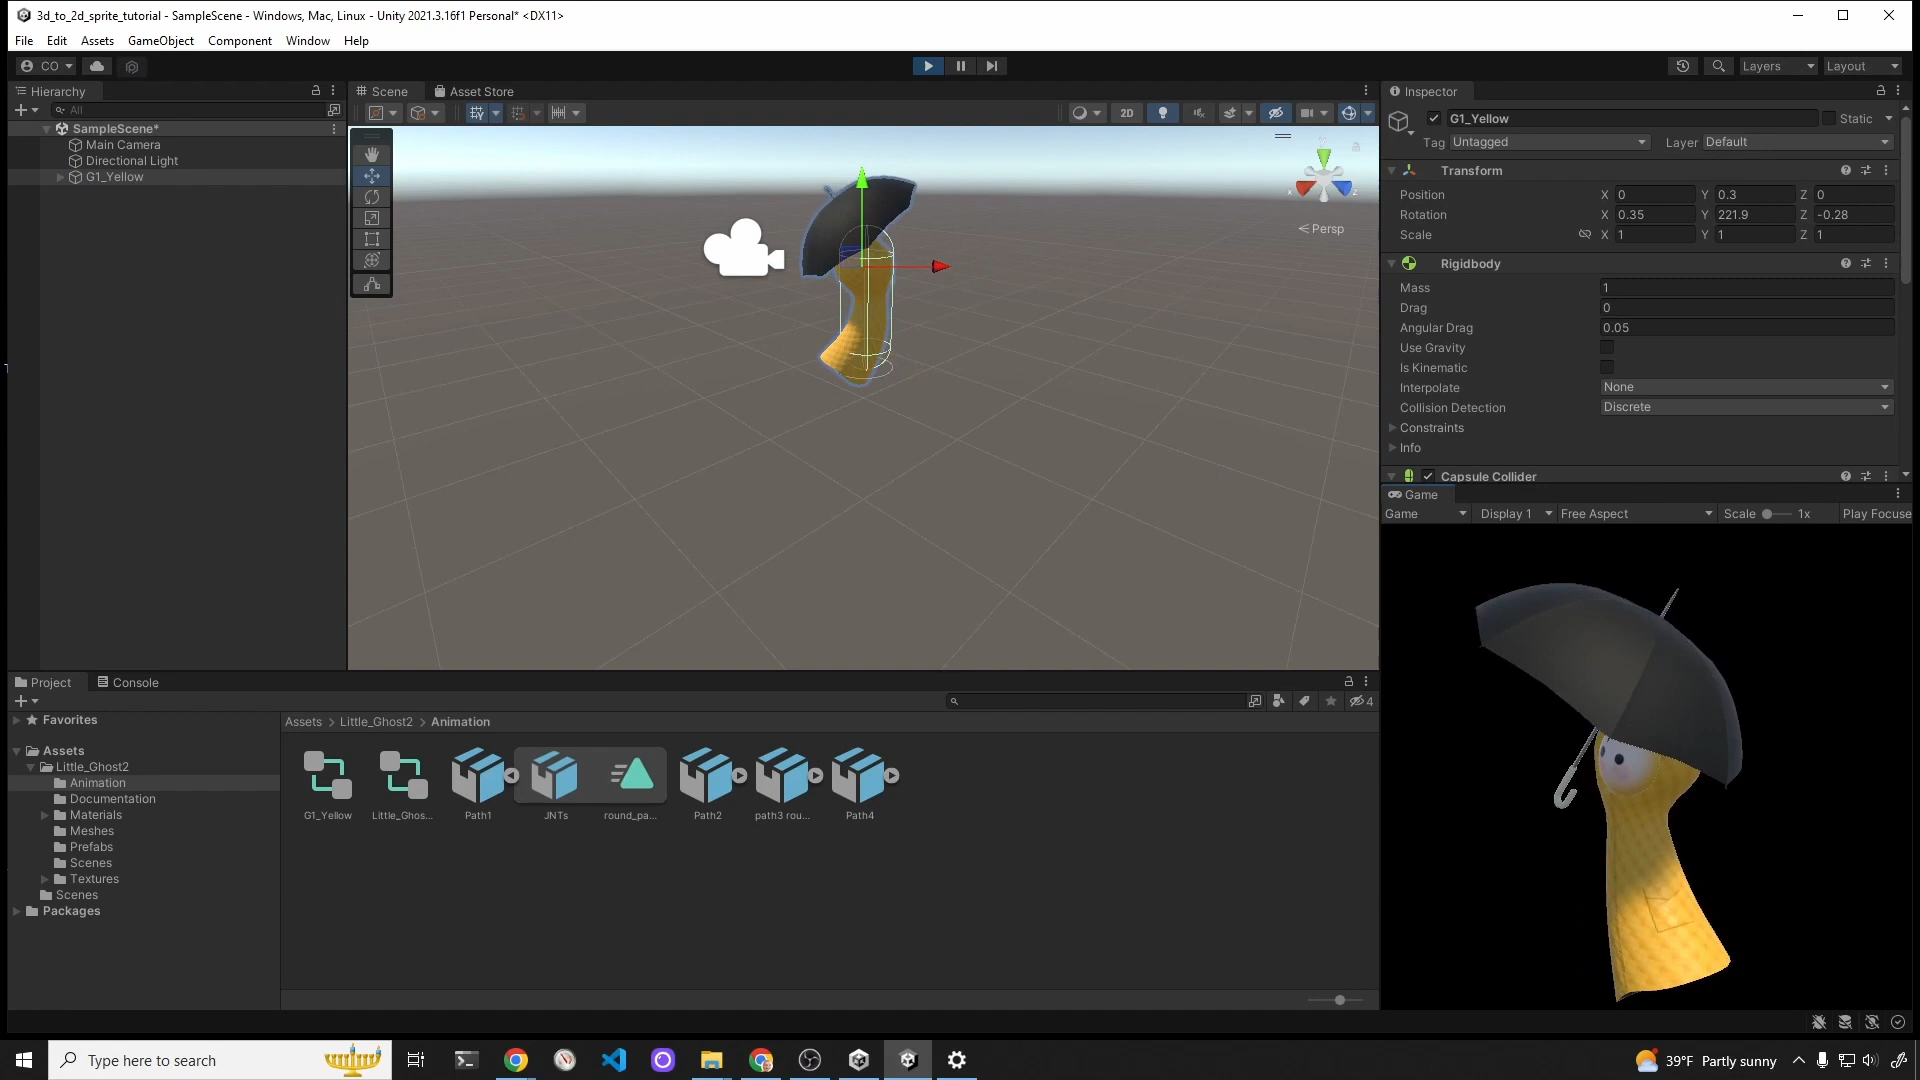 3d_to_2d_sprite_tutorial - SampleScene - Windows, Mac, Linux - Unity 2021.3.16f1 Personal* <DX11>
File Edit Assets GameObject Component Window Help
CO
Layers Layout
Hierarchy
All
SampleScene*
Main Camera
Directional Light
G1_Yellow
Scene Asset Store
2D
Persp
Inspector
G1_Yellow Static
Tag Untagged Layer Default
Transform
Position X 0 Y 0.3 Z 0
Rotation X 0.35 Y 221.9 Z -0.28
Scale X 1 Y 1 Z 1
Rigidbody
Mass 1
Drag 0
Angular Drag 0.05
Use Gravity
Is Kinematic
Interpolate None
Collision Detection Discrete
Constraints
Info
Capsule Collider
Game
Game Display 1 Free Aspect Scale 1x Play Focuse
Project Console
4
Favorites
Assets
Little_Ghost2
Animation
Documentation
Materials
Meshes
Prefabs
Scenes
Textures
Scenes
Packages
Assets > Little_Ghost2 > Animation
G1_Yellow Little_Ghos... Path1 JNTs round_pa... Path2 path3 rou... Path4
Type here to search
39°F Partly sunny